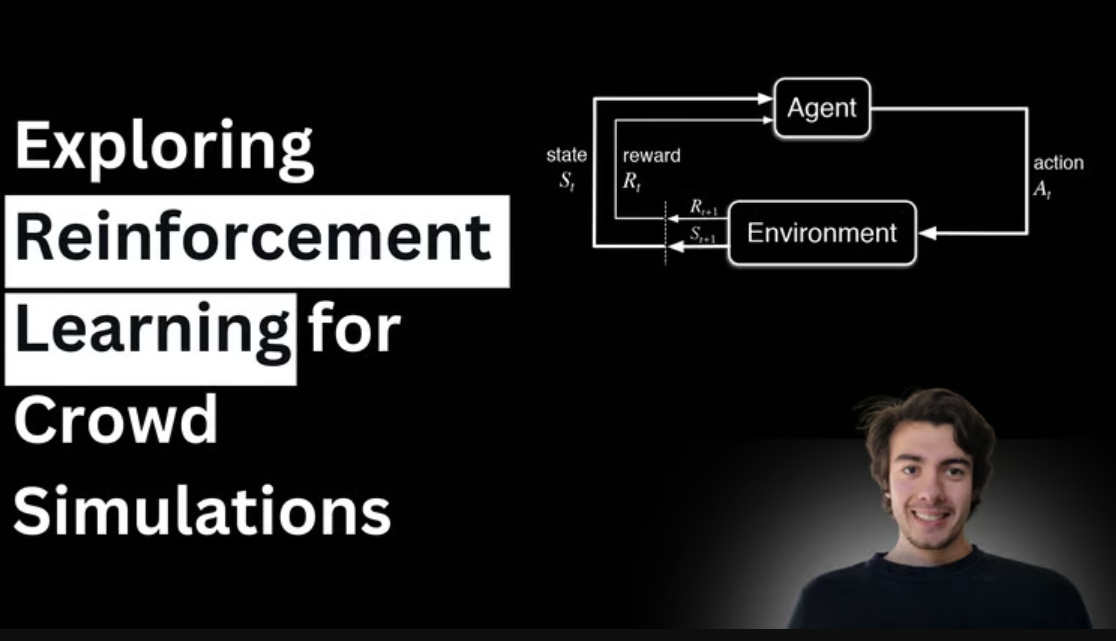 Exploring
Reinforcement
Learning for
Crowd
Simulations
Agent
state
S_t
reward
R_t
action
A_t
R_{t+1}
S_{t+1}
Environment